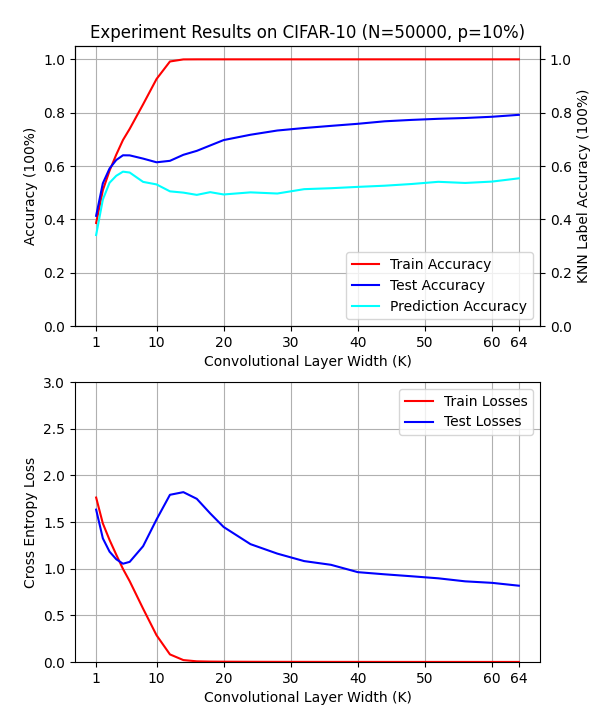 Experiment Results on CIFAR-10 (N=50000, p=10%)
1.0
0.8
0.6
0.4
0.2
0.0
Accuracy (100%)
1.0
0.8
0.6
0.4
0.2
0.0
KNN Label Accuracy (100%)
Train Accuracy
Test Accuracy
Prediction Accuracy
1 10 20 30 40 50 60 64
Convolutional Layer Width (K)
3.0
2.5
2.0
1.5
1.0
0.5
0.0
Cross Entropy Loss
Train Losses
Test Losses
1 10 20 30 40 50 60 64
Convolutional Layer Width (K)